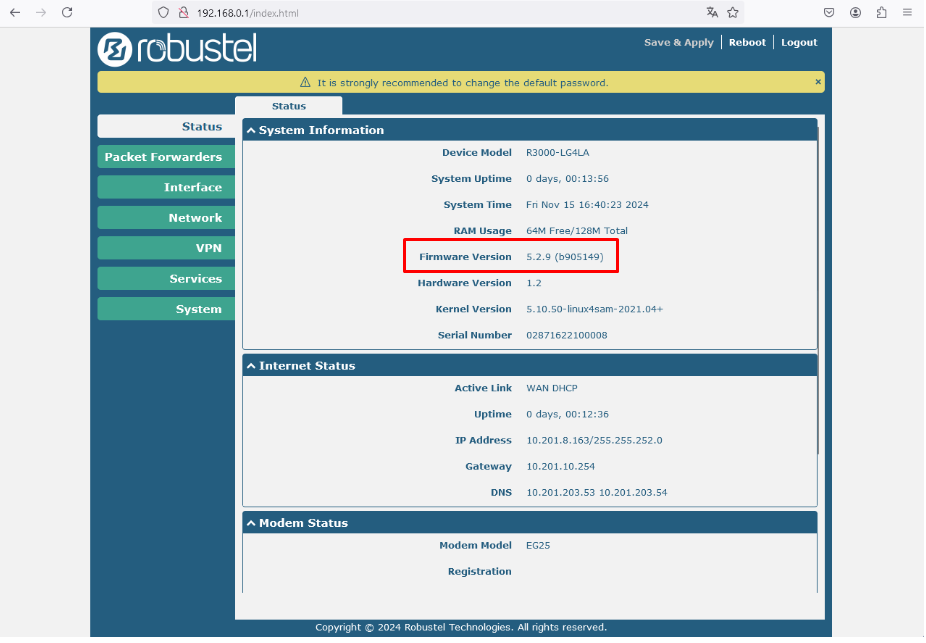 192.168.0.1/index.html
robustel
Save & Apply Reboot Logout
It is strongly recommended to change the default password. ×
Status
Status
Packet Forwarders
Interface
Network
VPN
Services
System
System Information
Device Model R3000-LG4LA
System Uptime 0 days, 00:13:56
System Time Fri Nov 15 16:40:23 2024
RAM Usage 64M Free/128M Total
Firmware Version 5.2.9 (b905149)
Hardware Version 1.2
Kernel Version 5.10.50-linux4sam-2021.04+
Serial Number 02871622100008
Internet Status
Active Link WAN DHCP
Uptime 0 days, 00:12:36
IP Address 10.201.8.163/255.255.252.0
Gateway 10.201.10.254
DNS 10.201.203.53 10.201.203.54
Modem Status
Modem Model EG25
Registration
Copyright © 2024 Robustel Technologies. All rights reserved.